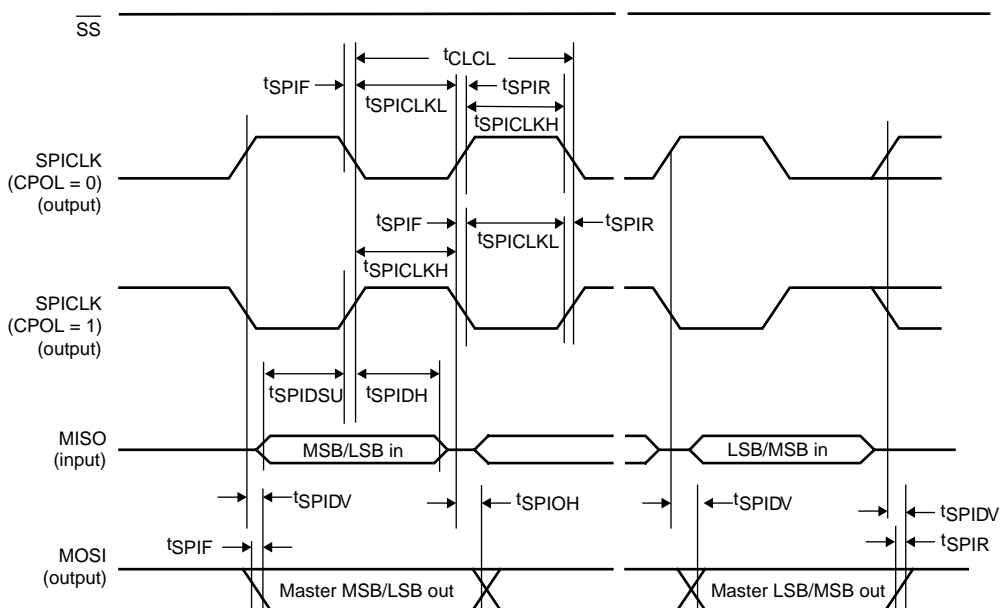 SS
tCLCL
tSPIF
tSPIR
tSPICLKL
tSPICLKH
SPICLK
(CPOL = 0)
(output)
tSPIF
tSPICLKL
tSPIR
tSPICLKH
SPICLK
(CPOL = 1)
(output)
tSPIDSU
tSPIDH
MISO
(input)
MSB/LSB in
LSB/MSB in
tSPIDV
tSPIOH
tSPIDV
tSPIDV
tSPIF
tSPIR
MOSI
(output)
Master MSB/LSB out
Master LSB/MSB out